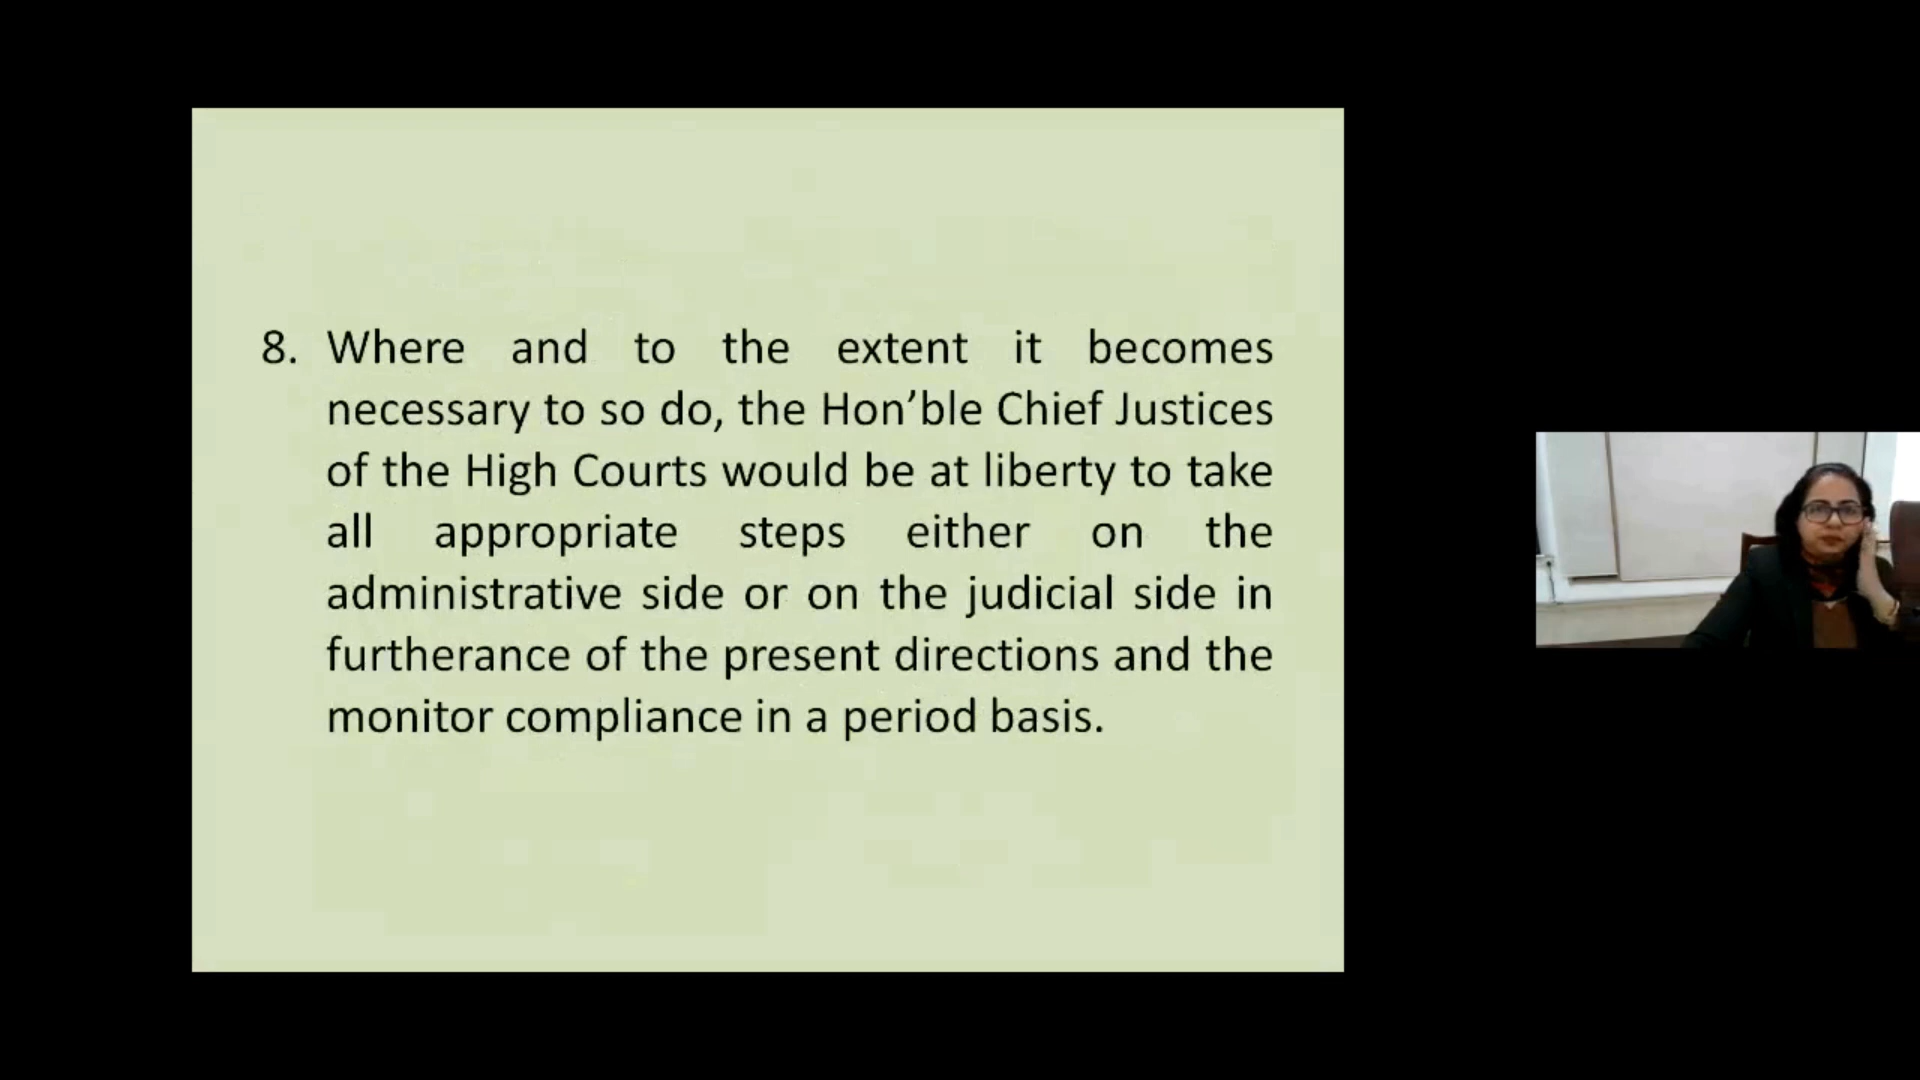 8. Where and to the extent it becomes
necessary to so do, the Hon’ble Chief Justices
of the High Courts would be at liberty to take
all appropriate steps either on the
administrative side or on the judicial side in
furtherance of the present directions and the
monitor compliance in a period basis.